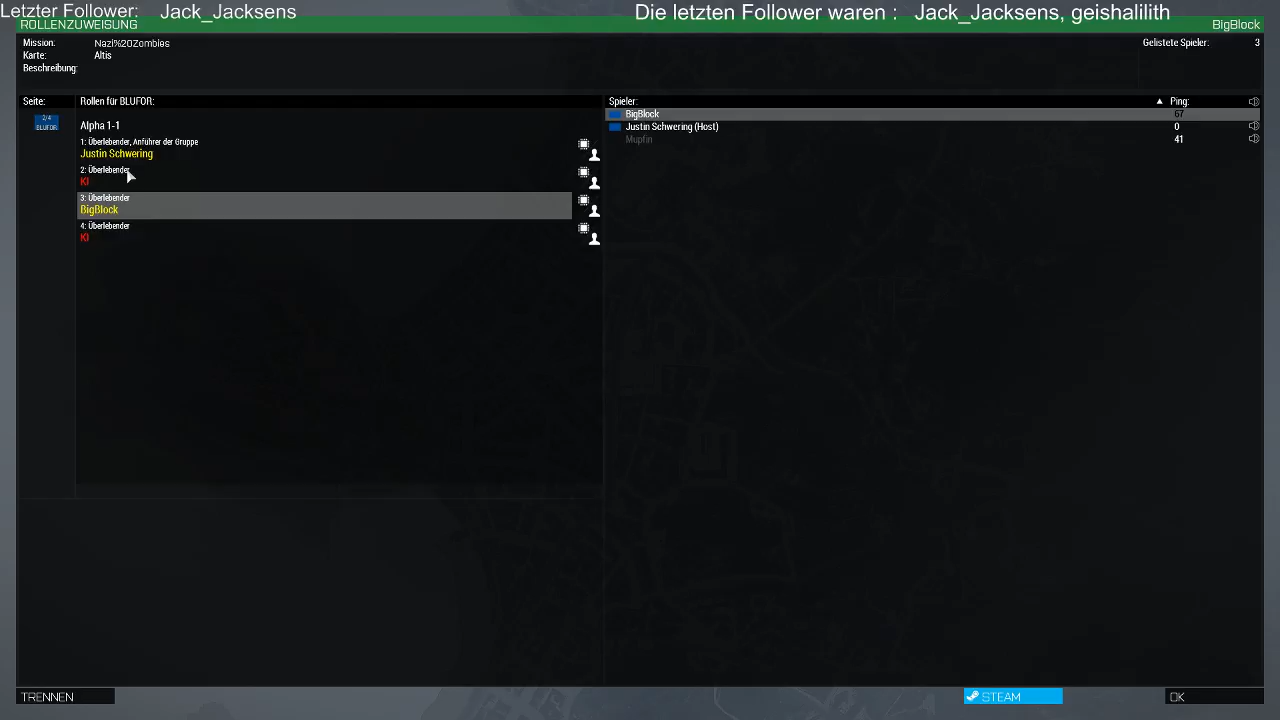 Letzter Follower: Jack_Jacksens
Die letzten Follower waren : Jack_Jacksens, geishalilith
ROLLENZUWEISUNG
BigBlock
Mission: Nazi%20Zombies
Gelistete Spieler: 3
Karte: Altis
Beschreibung:
Seite:
Rollen für BLUFOR:
Spieler:
Ping:
2/4
BLUFOR
Alpha 1-1
1: Überlebender, Anführer der Gruppe
Justin Schwering
2: Überlebender
KI
3: Überlebender
BigBlock
4: Überlebender
KI
BigBlock 67
Justin Schwering (Host) 0
Mupfin 41
TRENNEN
STEAM
OK